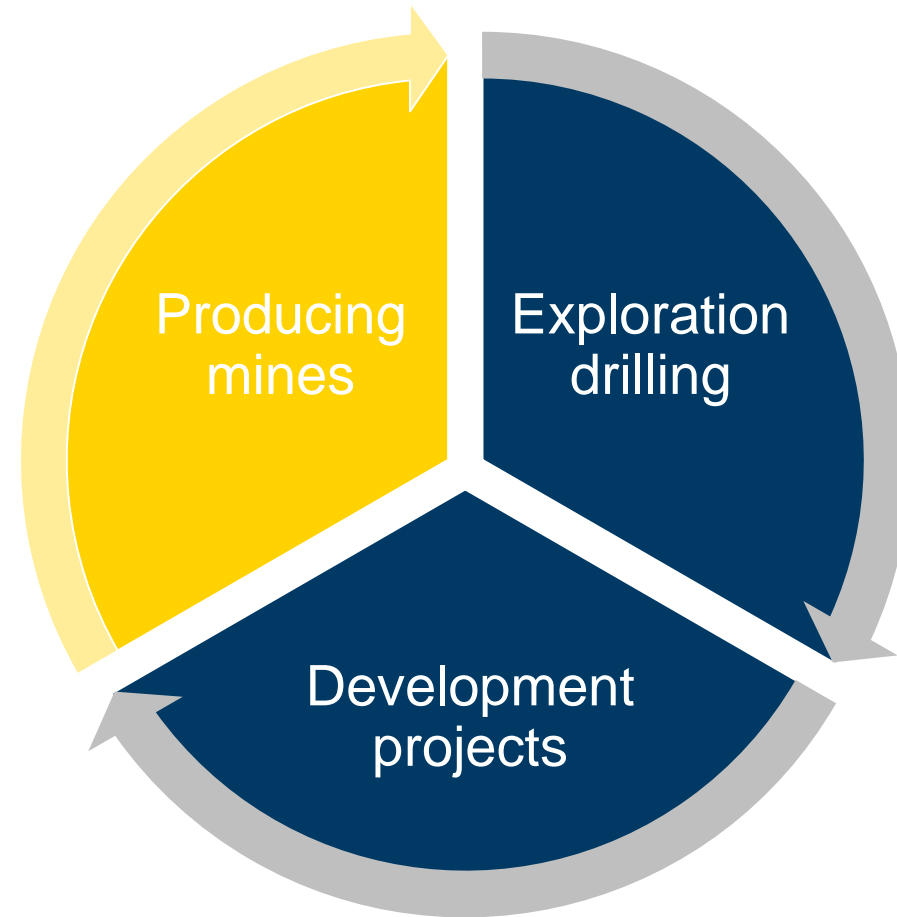 Producing
mines
Exploration
drilling
Development
projects